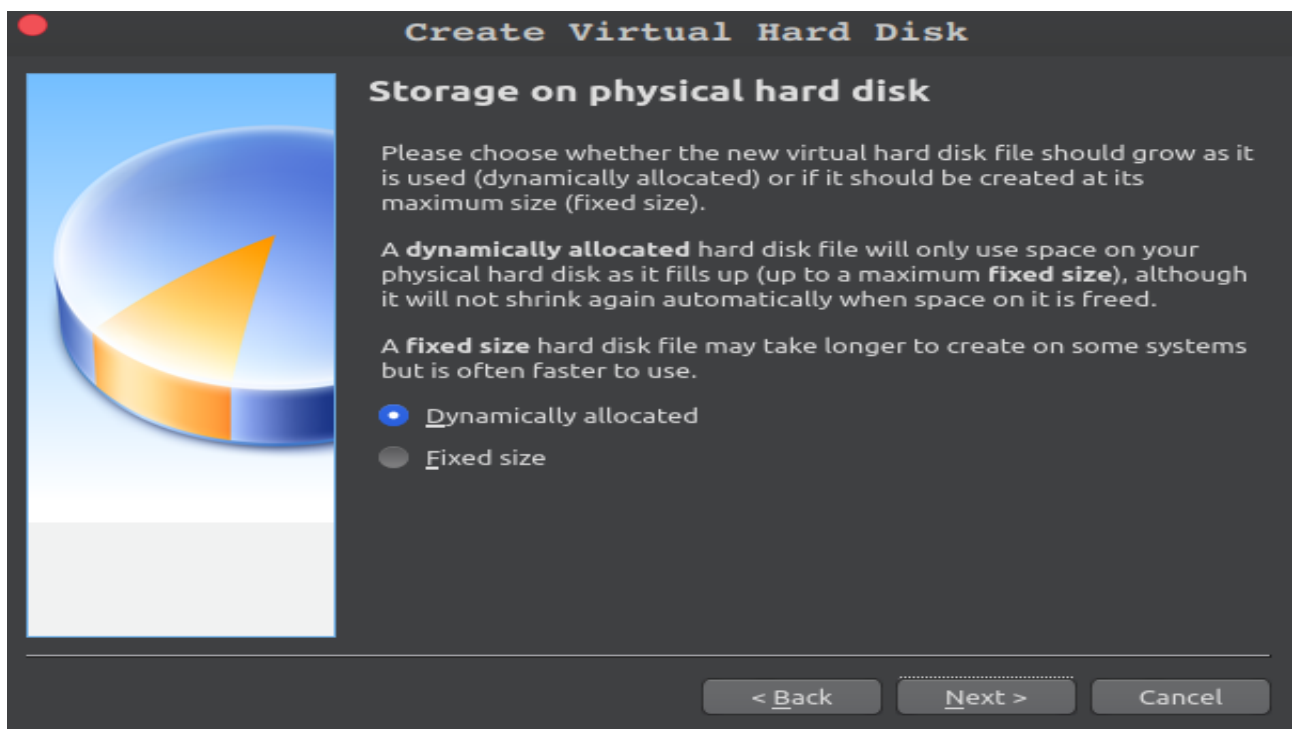 Create Virtual Hard Disk
Storage on physical hard disk
Please choose whether the new virtual hard disk file should grow as it
is used (dynamically allocated) or if it should be created at its
maximum size (fixed size).
A dynamically allocated hard disk file will only use space on your
physical hard disk as it fills up (up to a maximum fixed size), although
it will not shrink again automatically when space on it is freed.
A fixed size hard disk file may take longer to create on some systems
but is often faster to use.
Dynamically allocated
Fixed size
< Back
Next >
Cancel